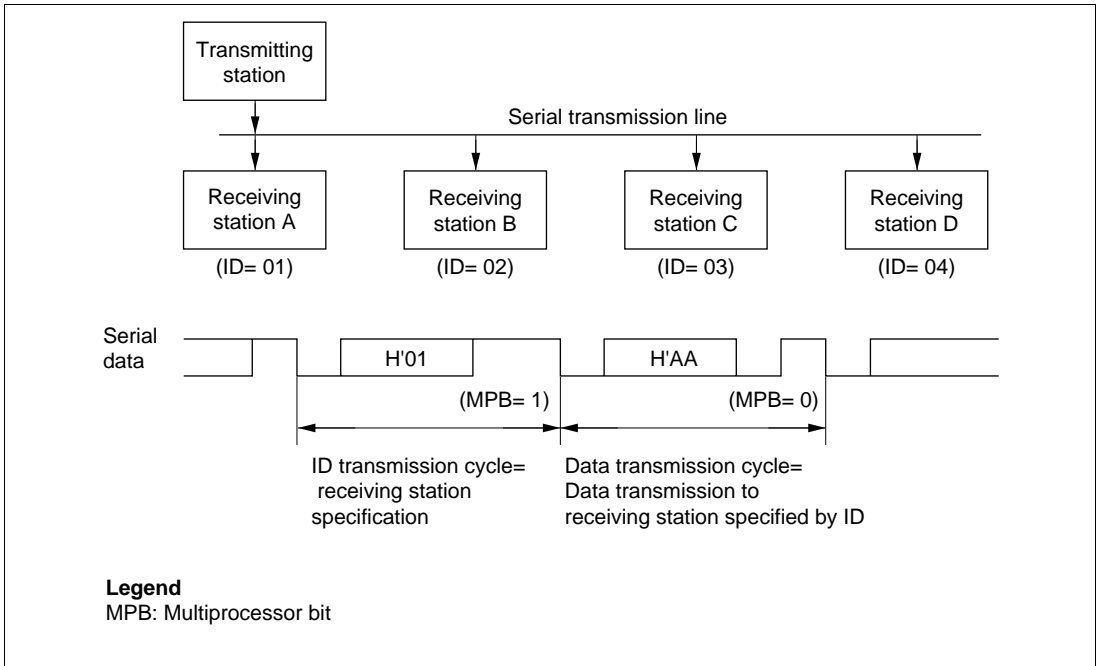 Transmitting
station
Serial transmission line
Receiving
station A
Receiving
station B
Receiving
station C
Receiving
station D
(ID= 01)
(ID= 02)
(ID= 03)
(ID= 04)
Serial
data
H'01
H'AA
(MPB= 1)
(MPB= 0)
ID transmission cycle=
receiving station
specification
Data transmission cycle=
Data transmission to
receiving station specified by ID
Legend
MPB: Multiprocessor bit